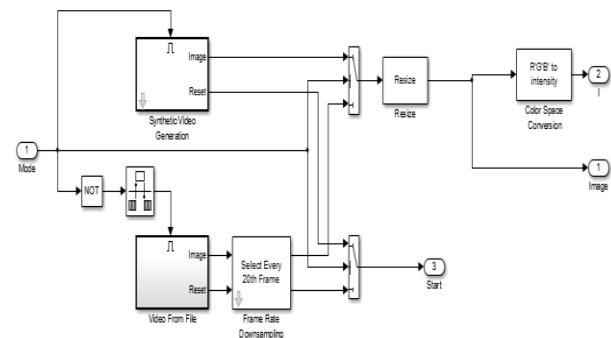 Image
Reset
Synthetic Video
Generation
Resize
Resize
R'G'B' to
intensity
Color Space
Conversion
2
I
1
Mode
NOT
1
Image
Image
Reset
Video From File
Select Every
20th Frame
Frame Rate
Downsampling
3
Start